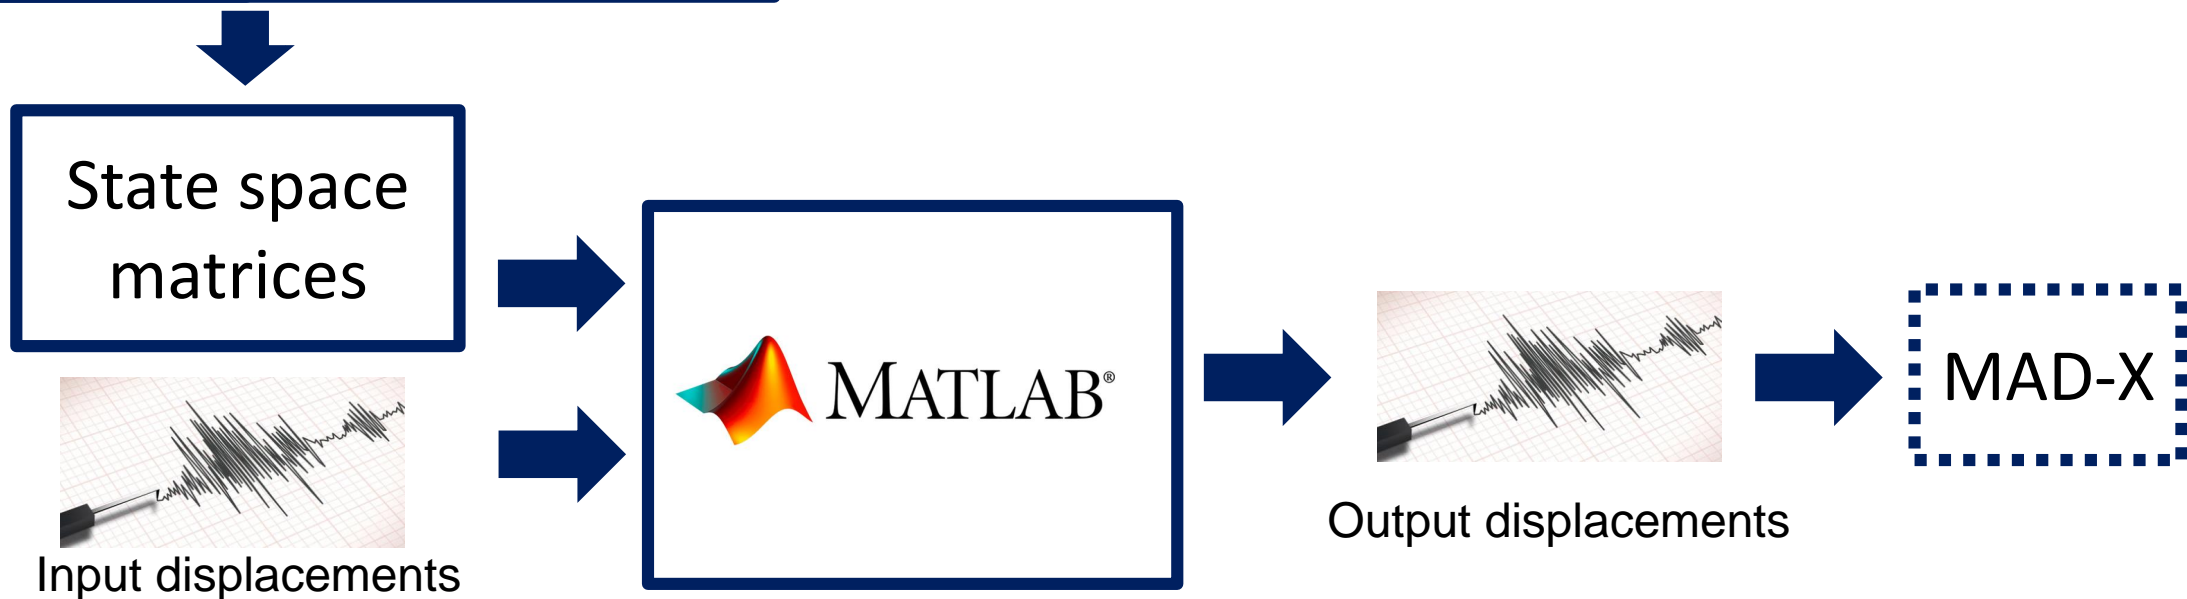 State space
matrices
Input displacements
MATLAB®
Output displacements
MAD-X